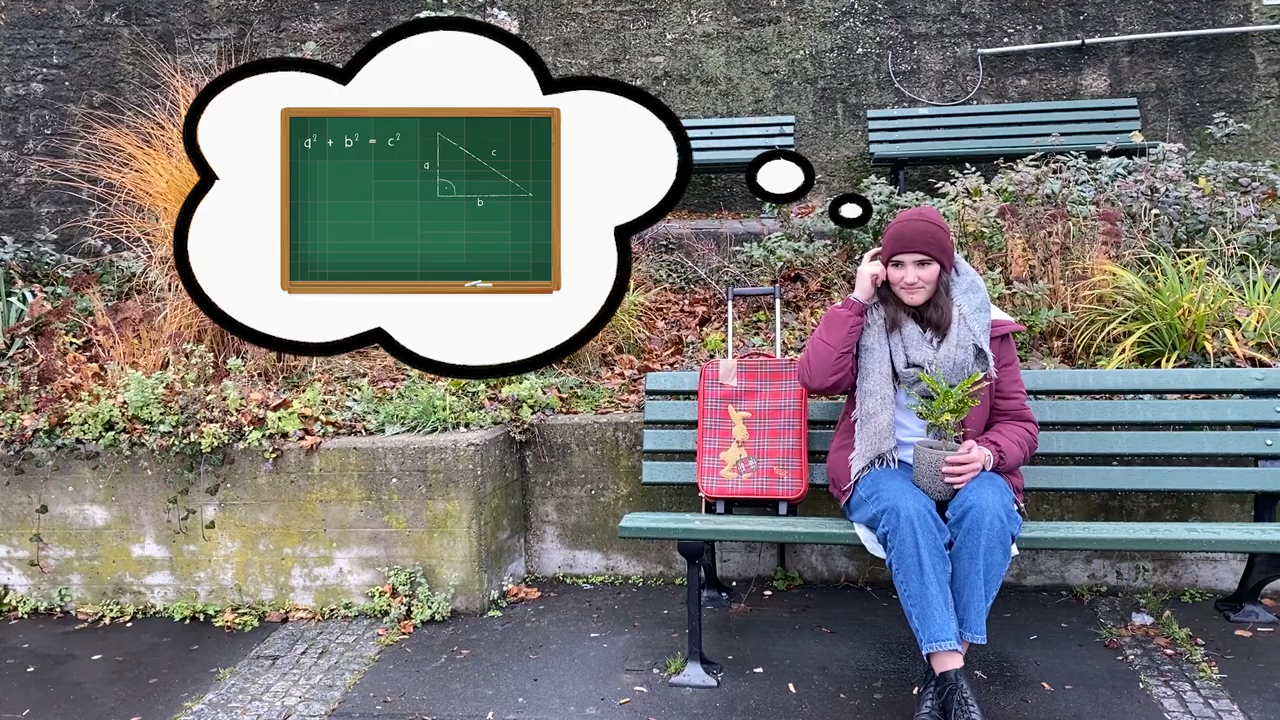 a² + b² = c²
a
c
b